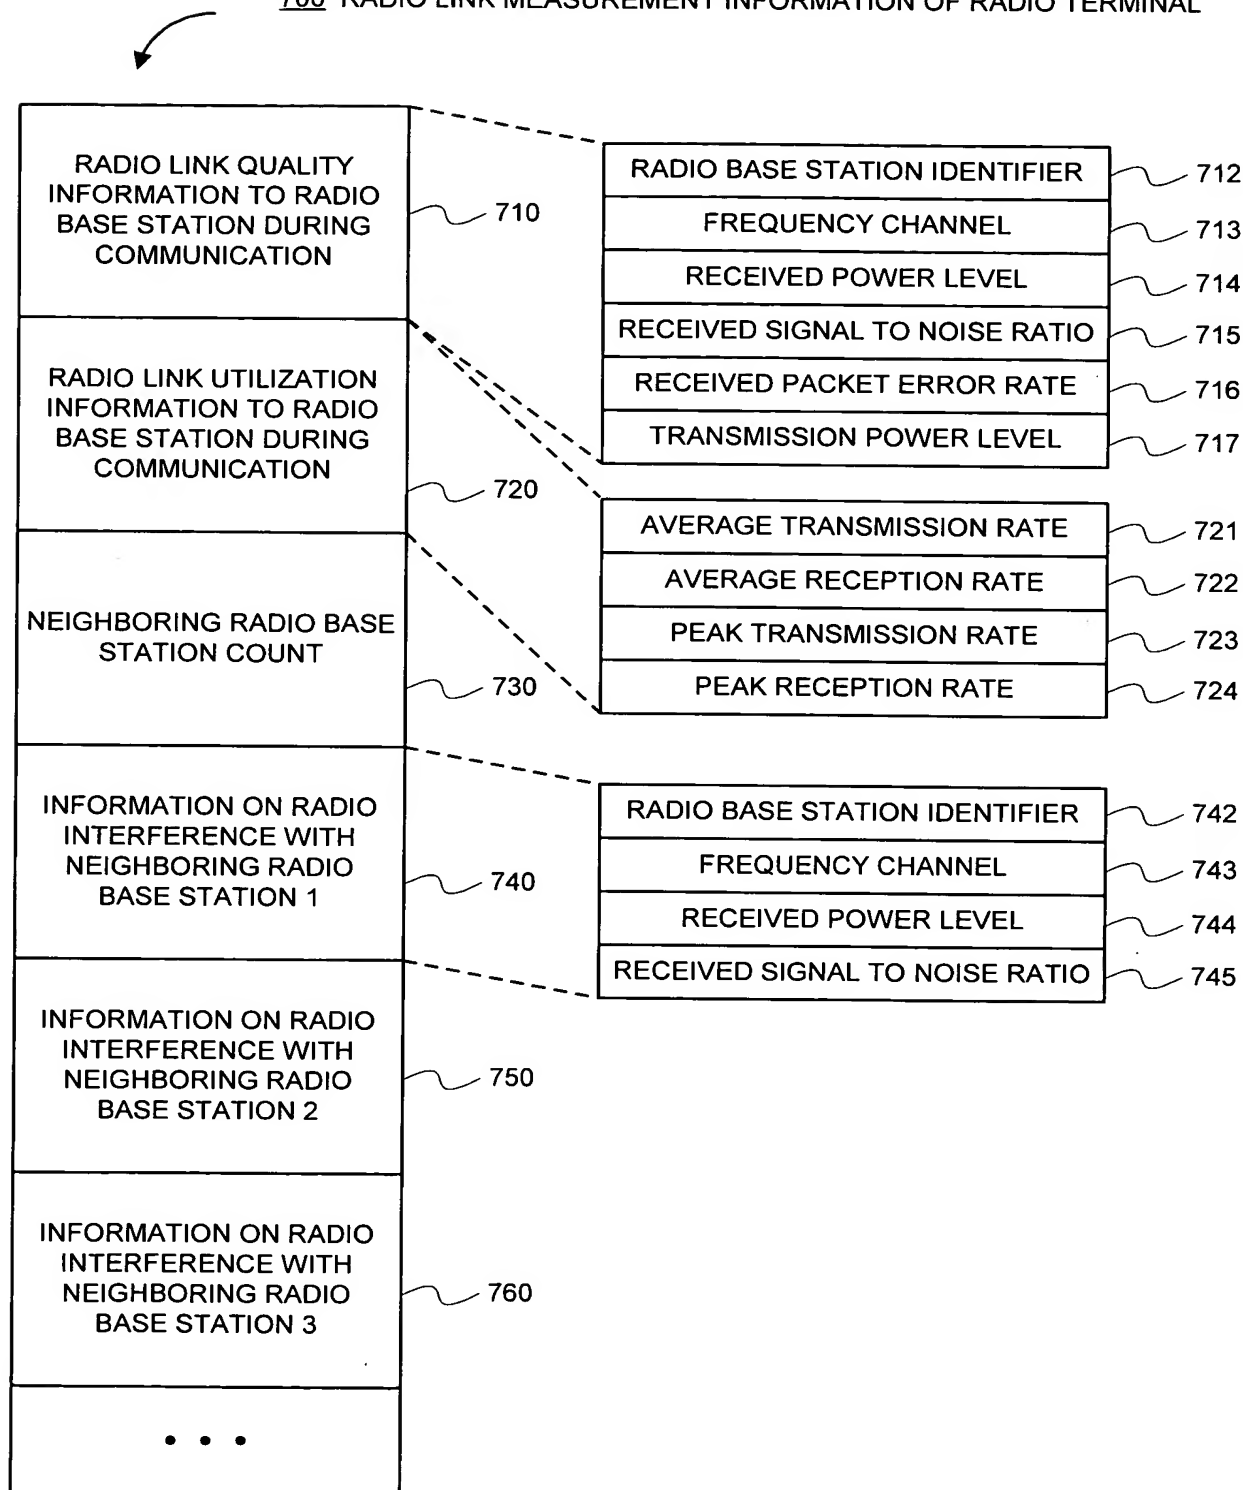 700 RADIO LINK MEASUREMENT INFORMATION OF RADIO TERMINAL
RADIO LINK QUALITY
INFORMATION TO RADIO
BASE STATION DURING
COMMUNICATION
710
RADIO BASE STATION IDENTIFIER
712
FREQUENCY CHANNEL
713
RECEIVED POWER LEVEL
714
RECEIVED SIGNAL TO NOISE RATIO
715
RECEIVED PACKET ERROR RATE
716
TRANSMISSION POWER LEVEL
717
RADIO LINK UTILIZATION
INFORMATION TO RADIO
BASE STATION DURING
COMMUNICATION
720
AVERAGE TRANSMISSION RATE
721
AVERAGE RECEPTION RATE
722
PEAK TRANSMISSION RATE
723
PEAK RECEPTION RATE
724
NEIGHBORING RADIO BASE
STATION COUNT
730
INFORMATION ON RADIO
INTERFERENCE WITH
NEIGHBORING RADIO
BASE STATION 1
740
RADIO BASE STATION IDENTIFIER
742
FREQUENCY CHANNEL
743
RECEIVED POWER LEVEL
744
RECEIVED SIGNAL TO NOISE RATIO
745
INFORMATION ON RADIO
INTERFERENCE WITH
NEIGHBORING RADIO
BASE STATION 2
750
INFORMATION ON RADIO
INTERFERENCE WITH
NEIGHBORING RADIO
BASE STATION 3
760
• • •